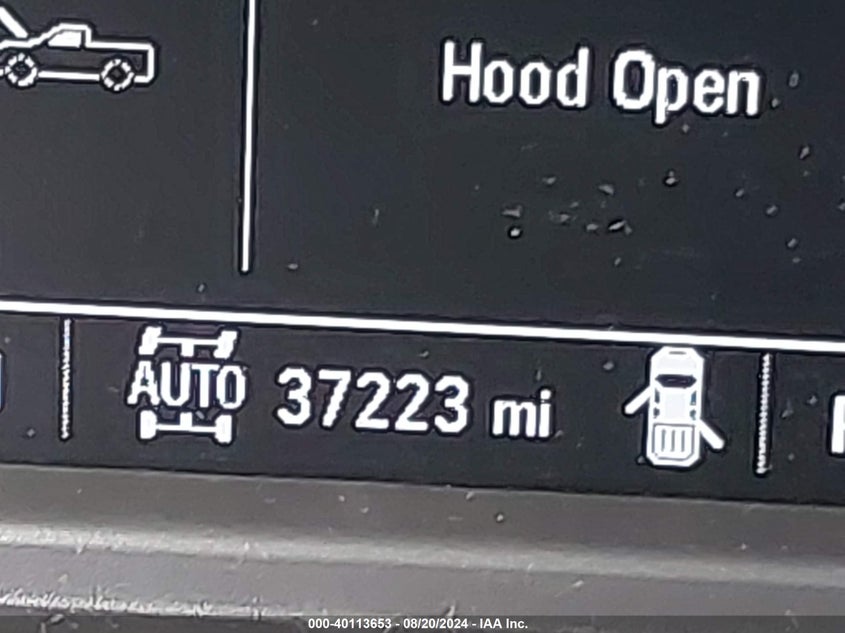 Hood Open
AUTO 37223 mi
000-40113653 - 08/20/2024 - IAA Inc.